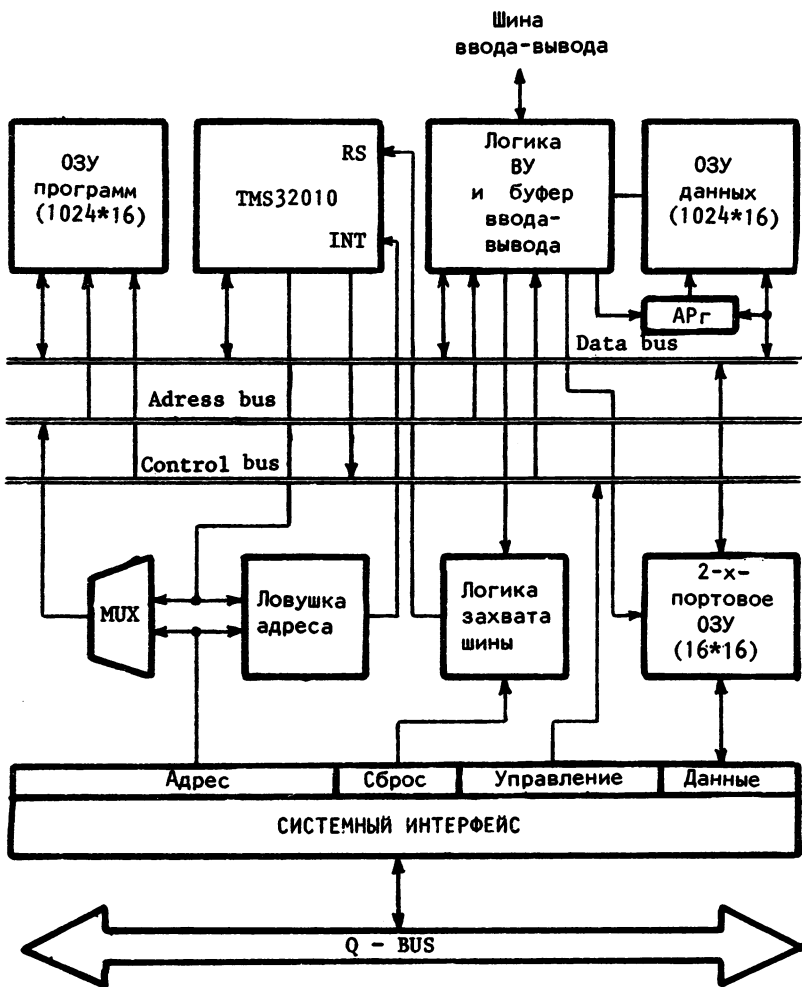 Шина
ввода-вывода
ОЗУ
программ
(1024*16)
RS
TMS32010
INT
Логика
ВУ
и буфер
ввода-
вывода
ОЗУ
данных
(1024*16)
АРг
Data bus
Adress bus
Control bus
MUX
Ловушка
адреса
Логика
захвата
шины
2-х-
портовое
ОЗУ
(16*16)
Адрес
Сброс
Управление
Данные
СИСТЕМНЫЙ ИНТЕРФЕЙС
Q - BUS